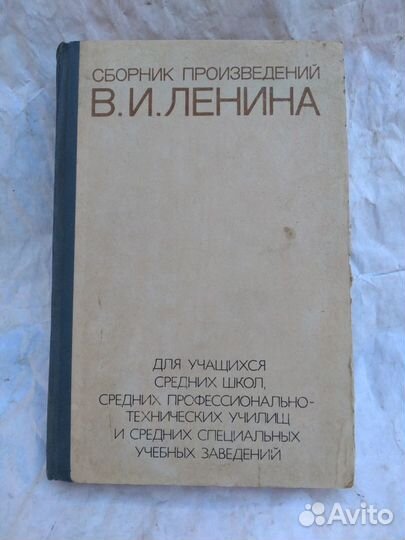 СБОРНИК ПРОИЗВЕДЕНИЙ
В.И.ЛЕНИНА
ДЛЯ УЧАЩИХСЯ
СРЕДНИХ ШКОЛ,
СРЕДНИХ ПРОФЕССИОНАЛЬНО-
ТЕХНИЧЕСКИХ УЧИЛИЩ
И СРЕДНИХ СПЕЦИАЛЬНЫХ
УЧЕБНЫХ ЗАВЕДЕНИЙ
Avito